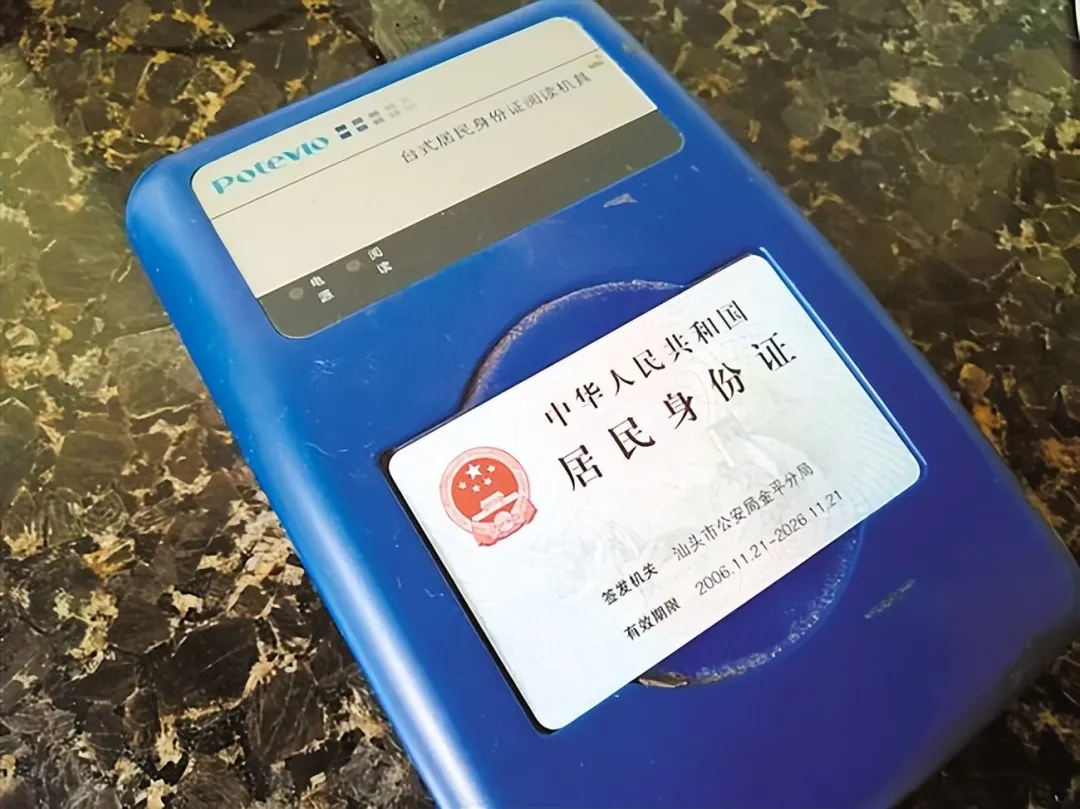 Potevio
台式居民身份证阅读机具
电源
阅读
中华人民共和国
居民身份证
签发机关 汕头市公安局金平分局
有效期限 2006.11.21-2026.11.21